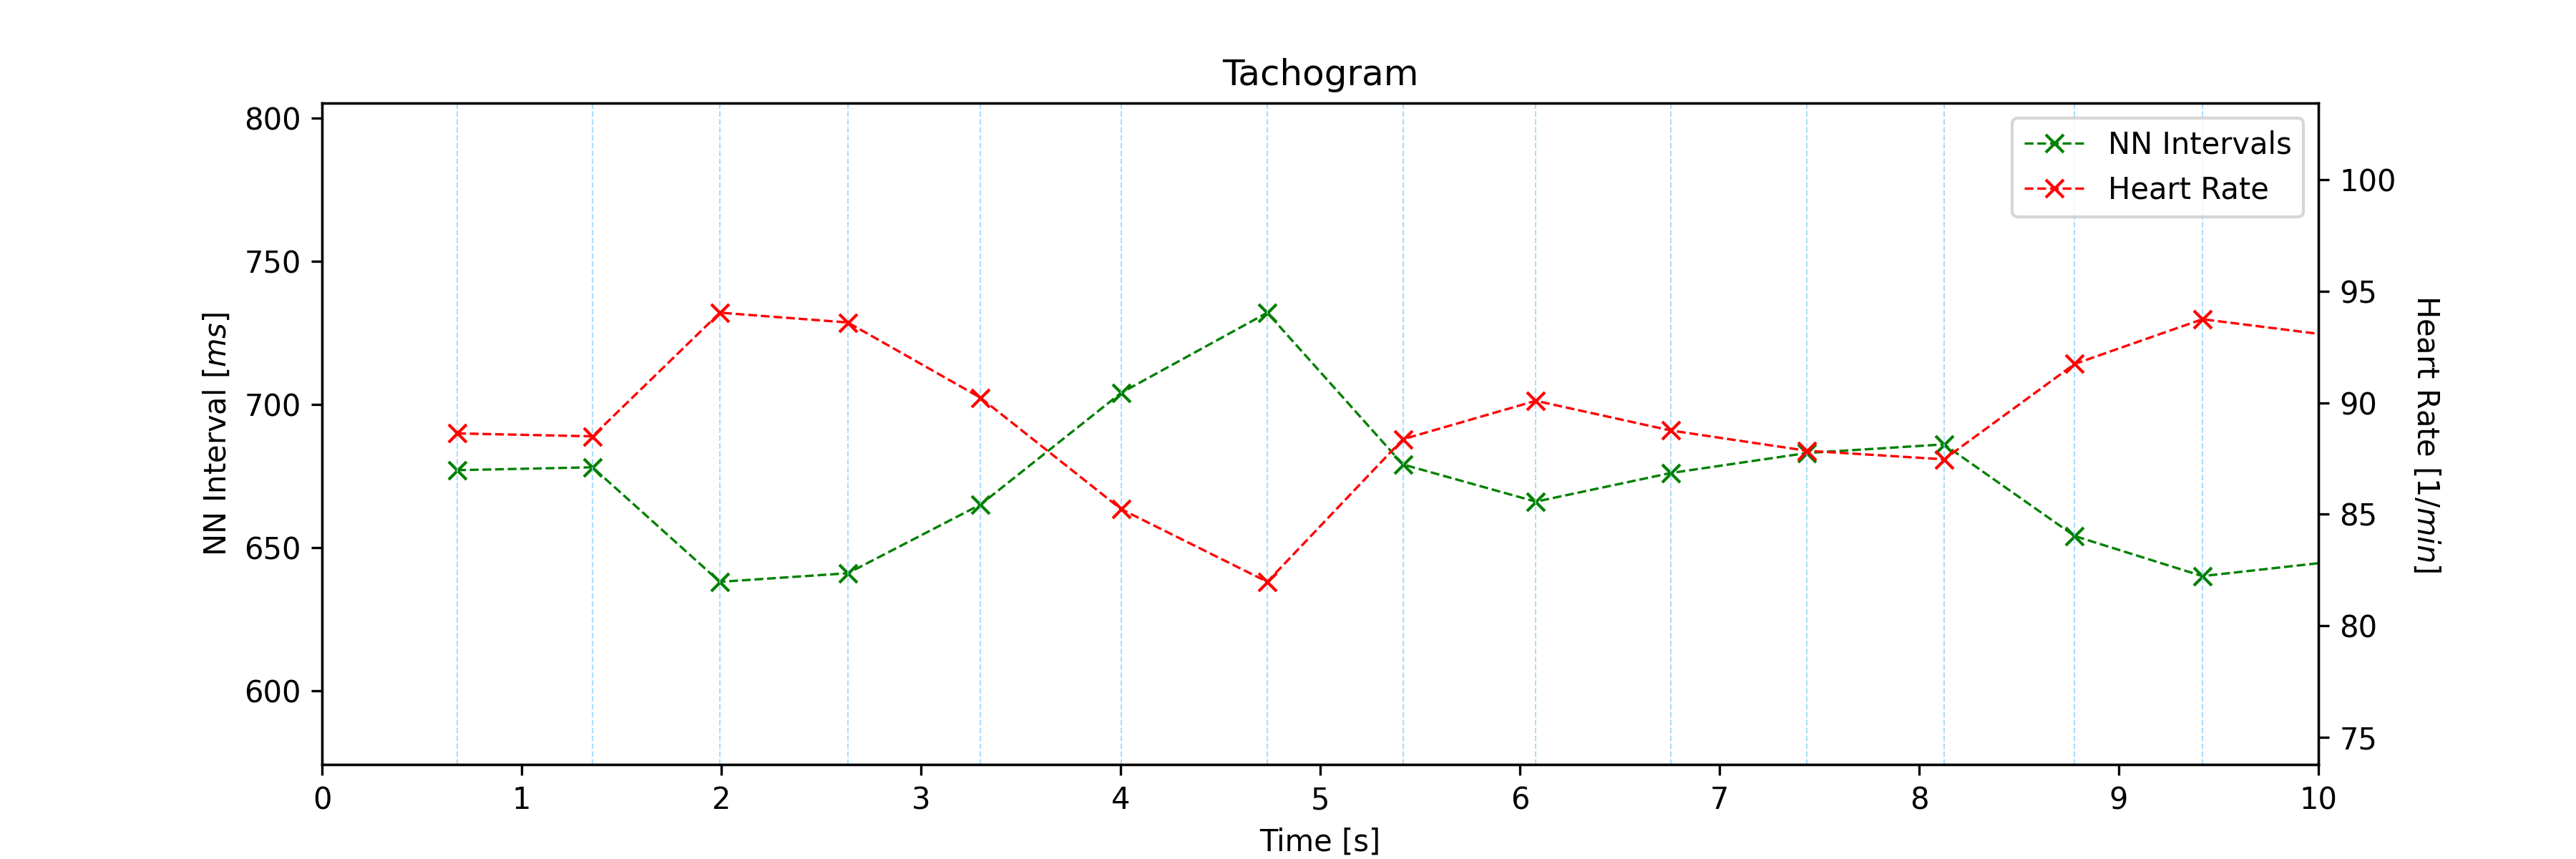 Tachogram
800
750
700
650
600
NN Interval [ms]
NN Intervals
Heart Rate
100
95
90
85
80
75
Heart Rate [1/min]
0 1 2 3 4 5 6 7 8 9 10
Time [s]